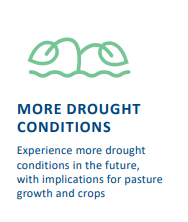 MORE DROUGHT
CONDITIONS
Experience more drought
conditions in the future,
with implications for pasture
growth and crops